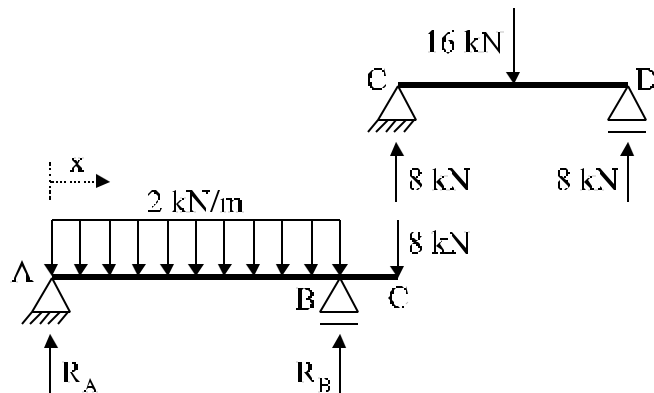 16 kN
C D
8 kN 8 kN
x
2 kN/m
8 kN
A
B C
R_A R_B